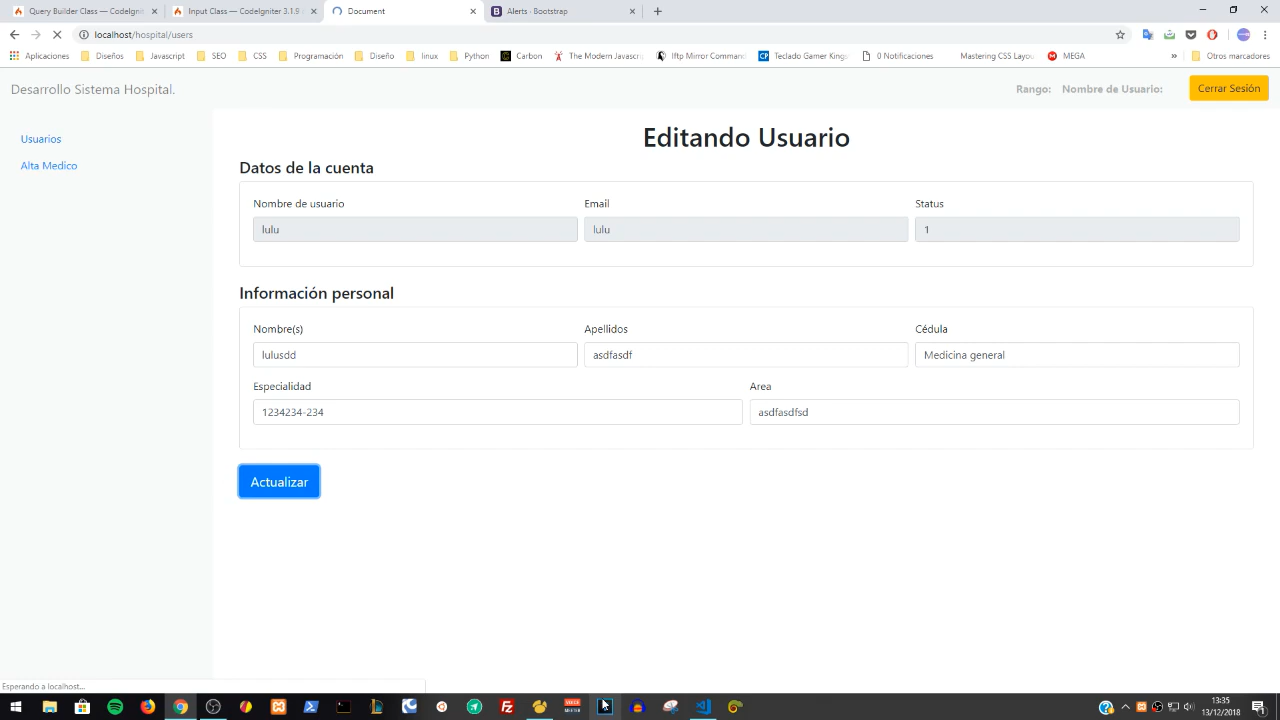 Query Builder Class — CodeIgnit
Input Class — CodeIgniter 3.1.9
Document
Alerts · Bootstrap
localhost/hospital/users
Aplicaciones
Diseños
Javascript
SEO
CSS
Programación
Diseño
linux
Python
Carbon
The Modern Javascri
lftp Mirror Comman
Teclado Gamer King
0 Notificaciones
Mastering CSS Layou
MEGA
»
Otros marcadores
Desarrollo Sistema Hospital.
Rango: Nombre de Usuario:
Cerrar Sesión
Usuarios
Alta Medico
Editando Usuario
Datos de la cuenta
Nombre de usuario
Email
Status
lulu
lulu
1
Información personal
Nombre(s)
Apellidos
Cédula
lulusdd
asdfasdf
Medicina general
Especialidad
Area
1234234-234
asdfasdfsd
Actualizar
Esperando a localhost...
13:35
13/12/2018